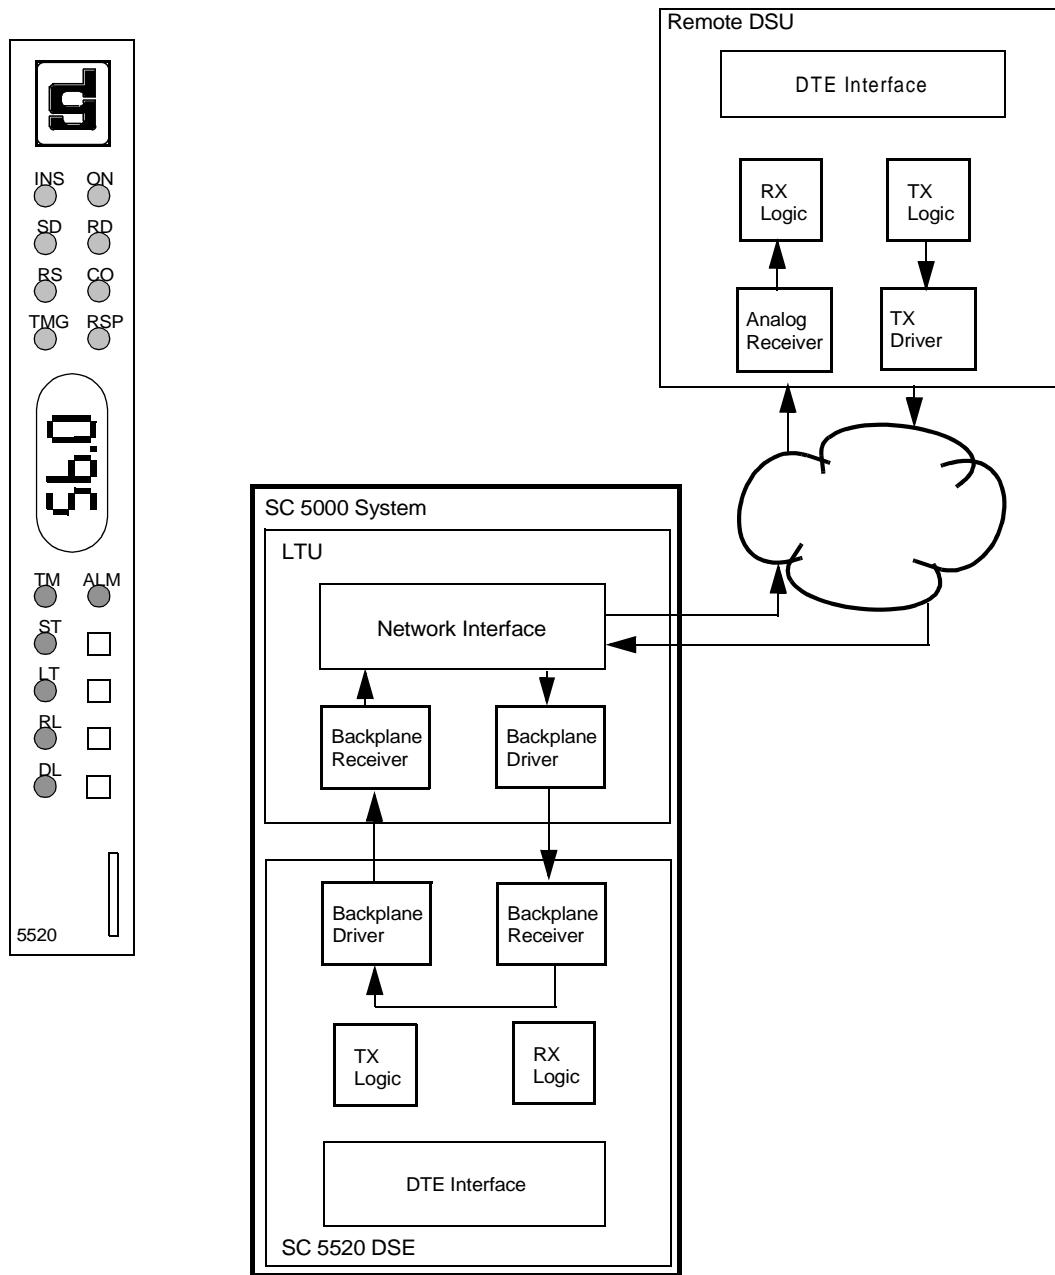 INS ON
SD RD
RS CO
TMG RSP
56.0
TM ALM
ST
LT
RL
DL
5520
Remote DSU
DTE Interface
RX
Logic
TX
Logic
Analog
Receiver
TX
Driver
SC 5000 System
LTU
Network Interface
Backplane
Receiver
Backplane
Driver
Backplane
Driver
Backplane
Receiver
TX
Logic
RX
Logic
DTE Interface
SC 5520 DSE